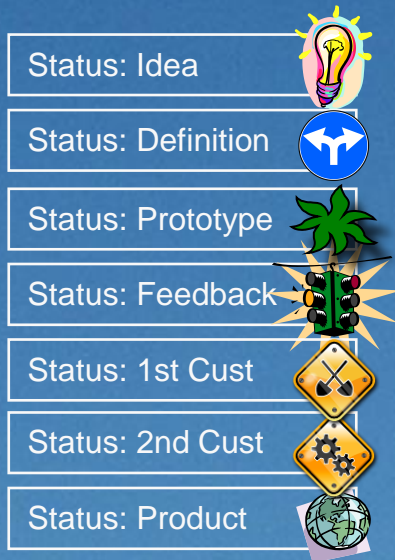 Status: Idea
Status: Definition
Status: Prototype
Status: Feedback
Status: 1st Cust
Status: 2nd Cust
Status: Product